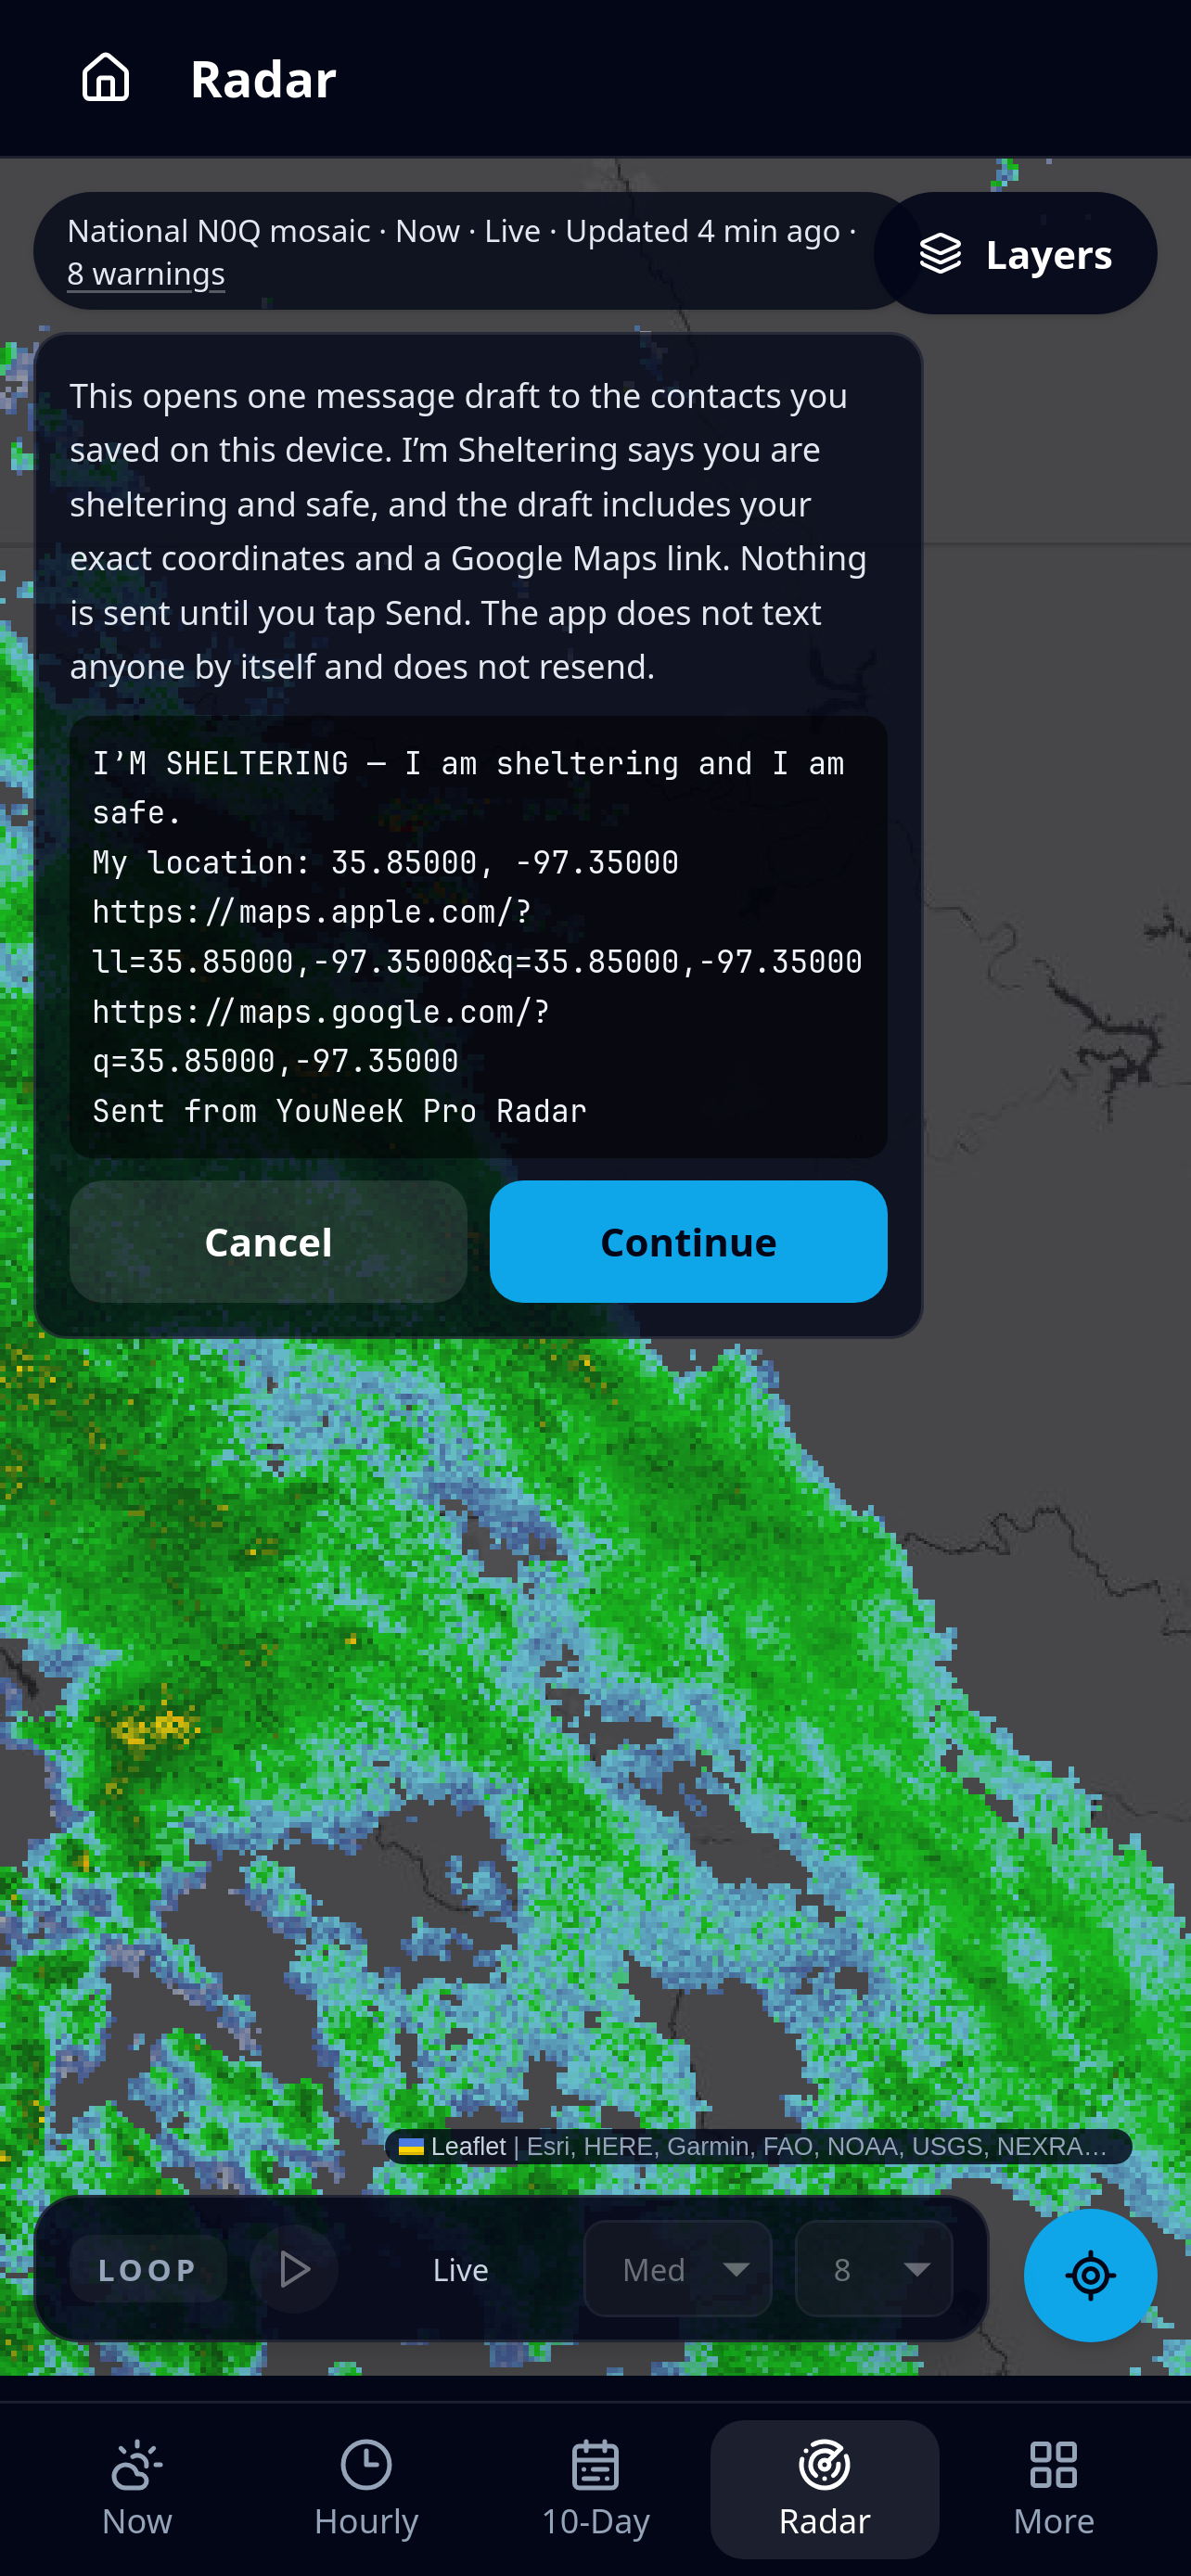 Radar
National N0Q mosaic · Now · Live · Updated 4 min ago ·
8 warnings
Layers
This opens one message draft to the contacts you
saved on this device. I’m Sheltering says you are
sheltering and safe, and the draft includes your
exact coordinates and a Google Maps link. Nothing
is sent until you tap Send. The app does not text
anyone by itself and does not resend.
I’M SHELTERING — I am sheltering and I am
safe.
My location: 35.85000, -97.35000
https://maps.apple.com/?
ll=35.85000,-97.35000&q=35.85000,-97.35000
https://maps.google.com/?
q=35.85000,-97.35000
Sent from YouNeeK Pro Radar
Cancel
Continue
Leaflet | Esri, HERE, Garmin, FAO, NOAA, USGS, NEXRA…
LOOP
Live
Med
8
Now
Hourly
10-Day
Radar
More